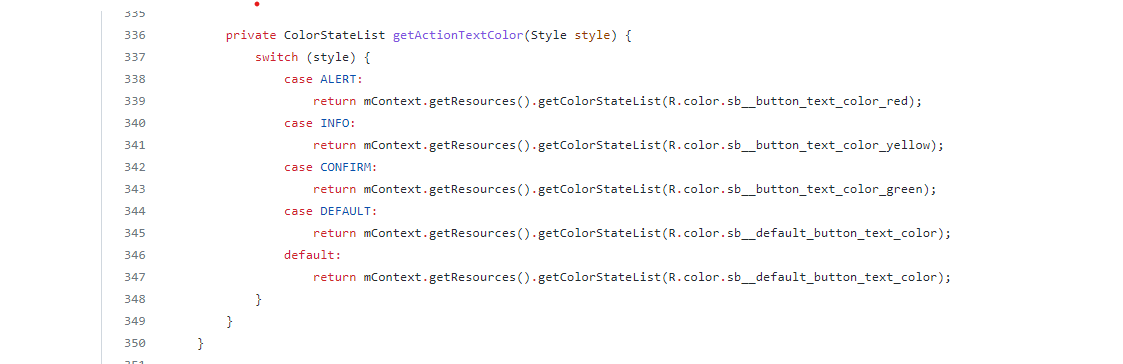 335
336 private ColorStateList getActionTextColor(Style style) {
337 switch (style) {
338 case ALERT:
339 return mContext.getResources().getColorStateList(R.color.sb__button_text_color_red);
340 case INFO:
341 return mContext.getResources().getColorStateList(R.color.sb__button_text_color_yellow);
342 case CONFIRM:
343 return mContext.getResources().getColorStateList(R.color.sb__button_text_color_green);
344 case DEFAULT:
345 return mContext.getResources().getColorStateList(R.color.sb__default_button_text_color);
346 default:
347 return mContext.getResources().getColorStateList(R.color.sb__default_button_text_color);
348 }
349 }
350 }
351